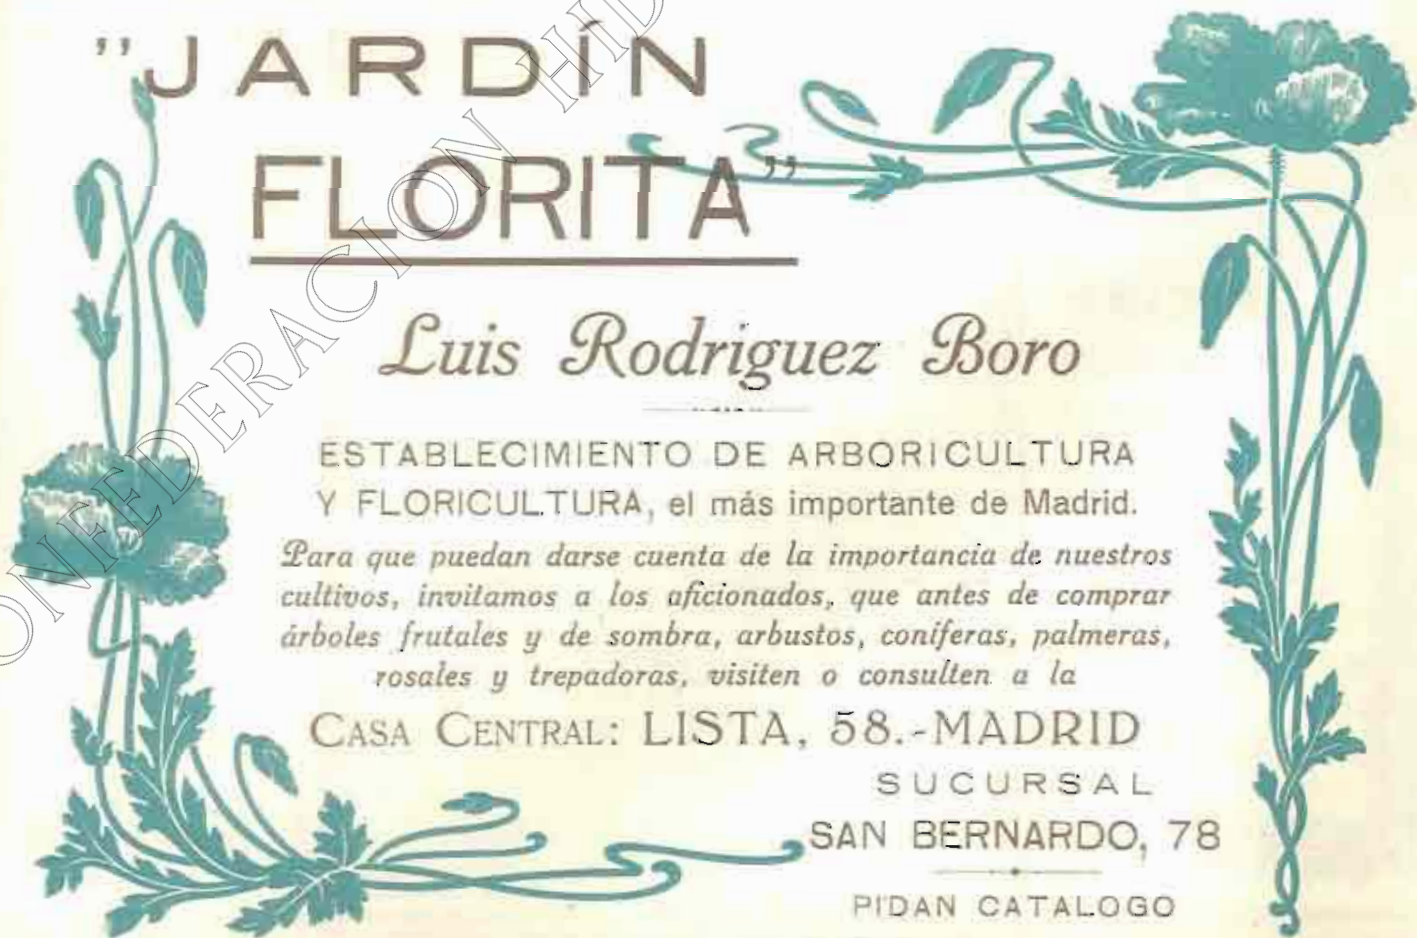 "JARDÍN
FLORITA"
Luis Rodriguez Boro
ESTABLECIMIENTO DE ARBORICULTURA
Y FLORICULTURA, el más importante de Madrid.
Para que puedan darse cuenta de la importancia de nuestros
cultivos, invitamos a los aficionados, que antes de comprar
árboles frutales y de sombra, arbustos, coníferas, palmeras,
rosales y trepadoras, visiten o consulten a la
CASA CENTRAL: LISTA, 58.-MADRID
SUCURSAL
SAN BERNARDO, 78
PIDAN CATALOGO